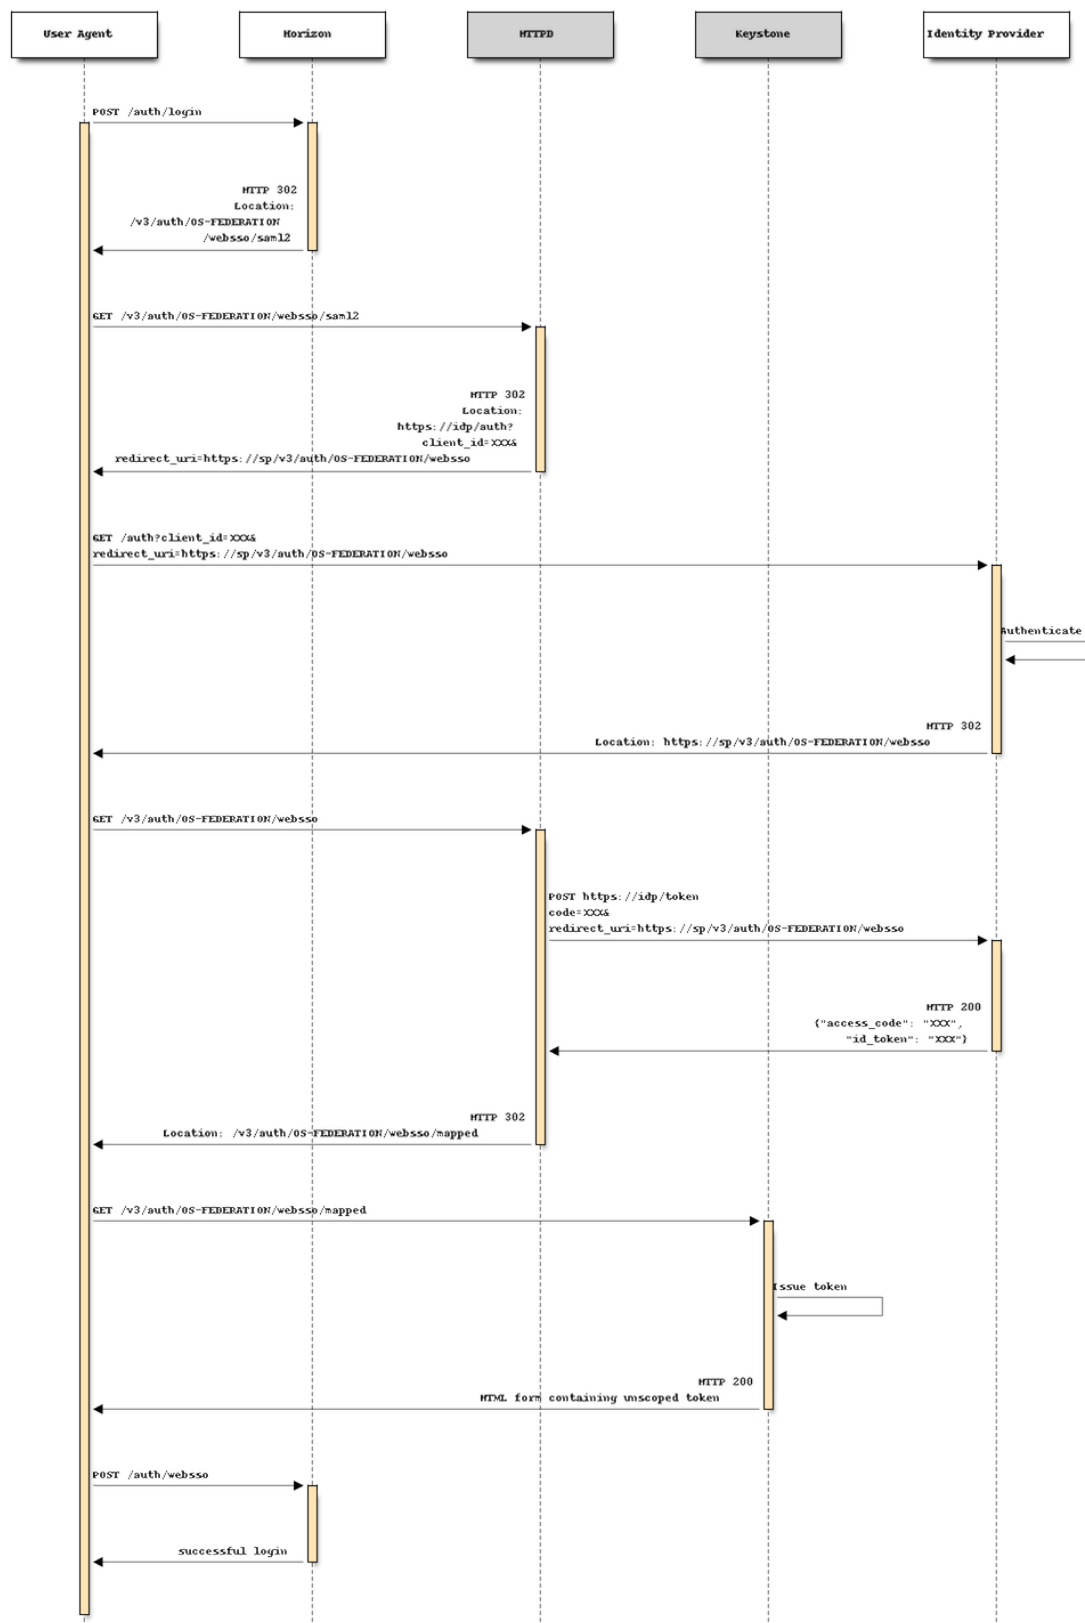 User Agent
Horizon
HTTPD
Keystone
Identity Provider
POST /auth/login
HTTP 302
Location:
/v3/auth/OS-FEDERATION
/websso/saml2
GET /v3/auth/OS-FEDERATION/websso/saml2
HTTP 302
Location:
https://idp/auth?
client_id=XXX&
redirect_uri=https://sp/v3/auth/OS-FEDERATION/websso
GET /auth?client_id=XXX&
redirect_uri=https://sp/v3/auth/OS-FEDERATION/websso
Authenticate
HTTP 302
Location: https://sp/v3/auth/OS-FEDERATION/websso
GET /v3/auth/OS-FEDERATION/websso
POST https://idp/token
code=XXX&
redirect_uri=https://sp/v3/auth/OS-FEDERATION/websso
HTTP 200
{"access_code": "XXX",
"id_token": "XXX"}
HTTP 302
Location: /v3/auth/OS-FEDERATION/websso/mapped
GET /v3/auth/OS-FEDERATION/websso/mapped
Issue token
HTTP 200
HTML form containing unscoped token
POST /auth/websso
successful login